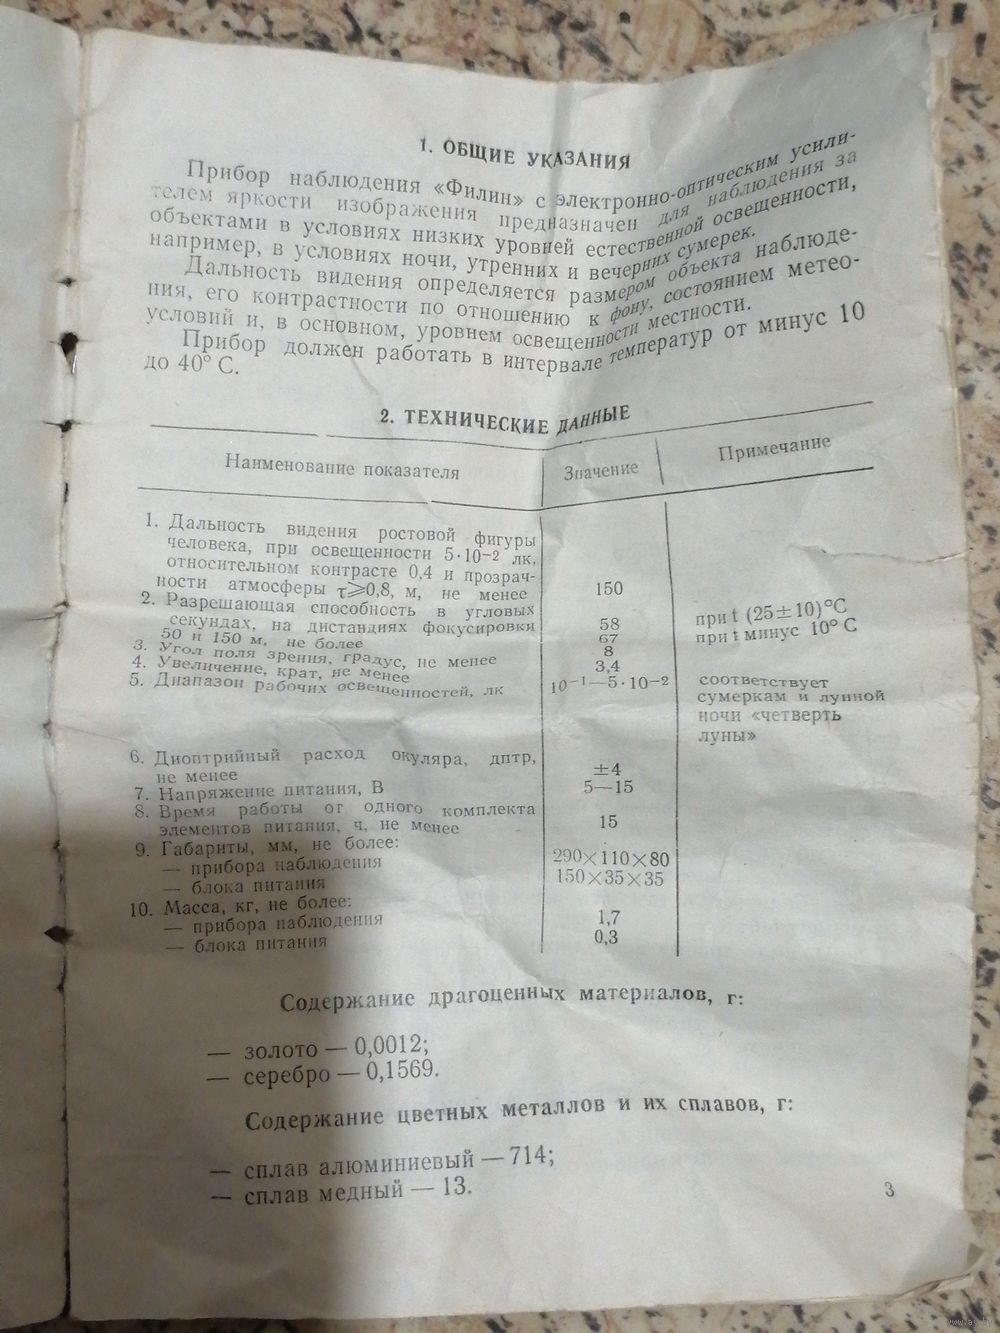 1. ОБЩИЕ УКАЗАНИЯ
Прибор наблюдения «Филин» с электронно-оптическим усили-
телем яркости изображения предназначен для наблюдения за
объектами в условиях низких уровней естественной освещенности,
например, в условиях ночи, утренних и вечерних сумерек.
Дальность видения определяется размером объекта наблюде-
ния, его контрастности по отношению к фону, состоянием метео-
условий и, в основном, уровнем освещенности местности.
Прибор должен работать в интервале температур от минус 10
до 40° С.
2. ТЕХНИЧЕСКИЕ ДАННЫЕ
Наименование показателя Значение Примечание
1. Дальность видения ростовой фигуры
человека, при освещенности 5·10−2 лк,
относительном контрасте 0,4 и прозрач-
ности атмосферы τ⩾0,8, м, не менее 150
2. Разрешающая способность в угловых
секундах, на дистанциях фокусировки 58 при t (25±10)°С
50 и 150 м, не более 67 при t минус 10° С
3. Угол поля зрения, градус, не менее 8
4. Увеличение, крат, не менее 3,4
5. Диапазон рабочих освещенностей, лк 10−1—5·10−2 соответствует
сумеркам и лунной
ночи «четверть
луны»
6. Диоптрийный расход окуляра, дптр,
не менее ±4
7. Напряжение питания, В 5—15
8. Время работы от одного комплекта
элементов питания, ч, не менее 15
9. Габариты, мм, не более:
— прибора наблюдения 290×110×80
— блока питания 150×35×35
10. Масса, кг, не более:
— прибора наблюдения 1,7
— блока питания 0,3
Содержание драгоценных материалов, г:
— золото — 0,0012;
— серебро — 0,1569.
Содержание цветных металлов и их сплавов, г:
— сплав алюминиевый — 714;
— сплав медный — 13.
3